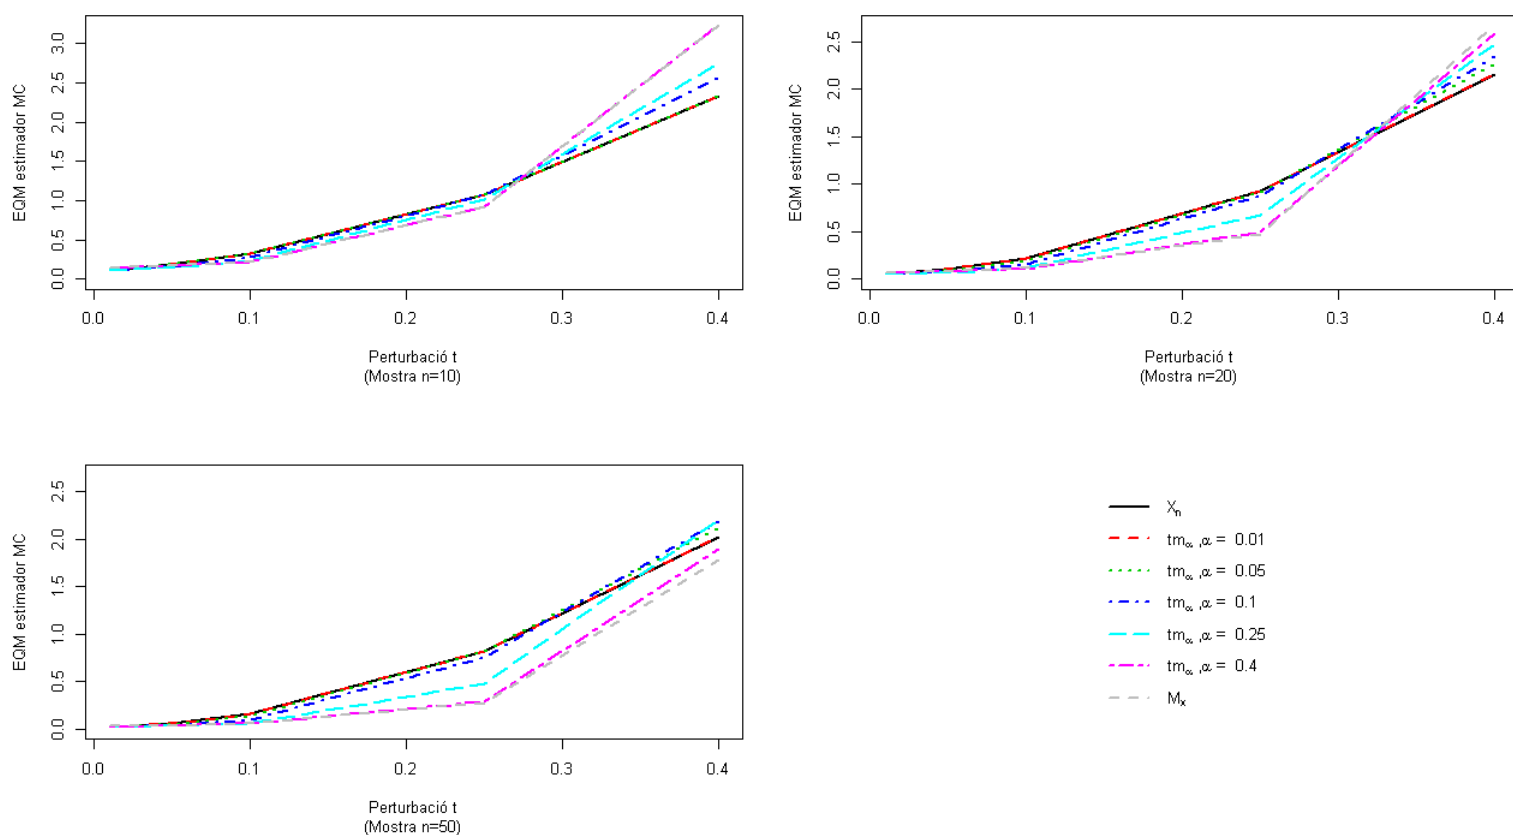 EQM estimador MC
0.0 0.5 1.0 1.5 2.0 2.5 3.0
0.0 0.1 0.2 0.3 0.4
Perturbació t
(Mostra n=10)
EQM estimador MC
0.0 0.5 1.0 1.5 2.0 2.5
0.0 0.1 0.2 0.3 0.4
Perturbació t
(Mostra n=20)
EQM estimador MC
0.0 0.5 1.0 1.5 2.0 2.5
0.0 0.1 0.2 0.3 0.4
Perturbació t
(Mostra n=50)
Xₙ
tm_α ,α = 0.01
tm_α ,α = 0.05
tm_α ,α = 0.1
tm_α ,α = 0.25
tm_α ,α = 0.4
Mₓ